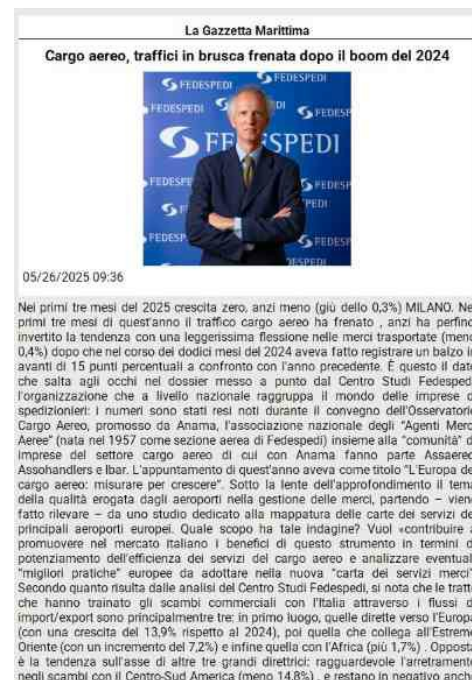 La Gazzetta Marittima
Cargo aereo, traffici in brusca frenata dopo il boom del 2024
FEDESPEDI
FEDESPEDI
FEDESPEDI
05/26/2025 09:36
Nei primi tre mesi del 2025 crescita zero, anzi meno (giù dello 0,3%) MILANO. Nei
primi tre mesi di quest'anno il traffico cargo aereo ha frenato , anzi ha perfino
invertito la tendenza con una leggerissima flessione nelle merci trasportate (meno
0,4%) dopo che nel corso dei dodici mesi del 2024 aveva fatto registrare un balzo in
avanti di 15 punti percentuali a confronto con l'anno precedente. È questo il dato
che salta agli occhi nel dossier messo a punto dal Centro Studi Fedespedi,
l'organizzazione che a livello nazionale raggruppa il mondo delle imprese di
spedizionieri: i numeri sono stati resi noti durante il convegno dell'Osservatorio
Cargo Aereo, promosso da Anama, l'associazione nazionale degli "Agenti Merci
Aeree" (nata nel 1957 come sezione aerea di Fedespedi) insieme alla "comunità" di
imprese del settore cargo aereo di cui con Anama fanno parte Assaereo,
Assohandlers e Ibar. L'appuntamento di quest'anno aveva come titolo "L'Europa del
cargo aereo: misurare per crescere". Sotto la lente dell'approfondimento il tema
della qualità erogata dagli aeroporti nella gestione delle merci, partendo – viene
fatto rilevare – da uno studio dedicato alla mappatura delle carte dei servizi dei
principali aeroporti europei. Quale scopo ha tale indagine? Vuol «contribuire a
promuovere nel mercato italiano i benefici di questo strumento in termini di
potenziamento dell'efficienza dei servizi del cargo aereo e analizzare eventuali
"migliori pratiche" europee da adottare nella nuova "carta dei servizi merci".
Secondo quanto risulta dalle analisi del Centro Studi Fedespedi, si nota che le tratte
che hanno trainato gli scambi commerciali con l'Italia attraverso i flussi di
import/export sono principalmente tre: in primo luogo, quelle dirette verso l'Europa
(con una crescita del 13,9% rispetto al 2024), poi quella che collega all'Estremo
Oriente (con un incremento del 7,2%) e infine quella con l'Africa (più 1,7%) . Opposta
è la tendenza sull'asse di altre tre grandi direttrici: ragguardevole l'arretramento
negli scambi con il Centro-Sud America (meno 14,8%) , e restano in negativo anche